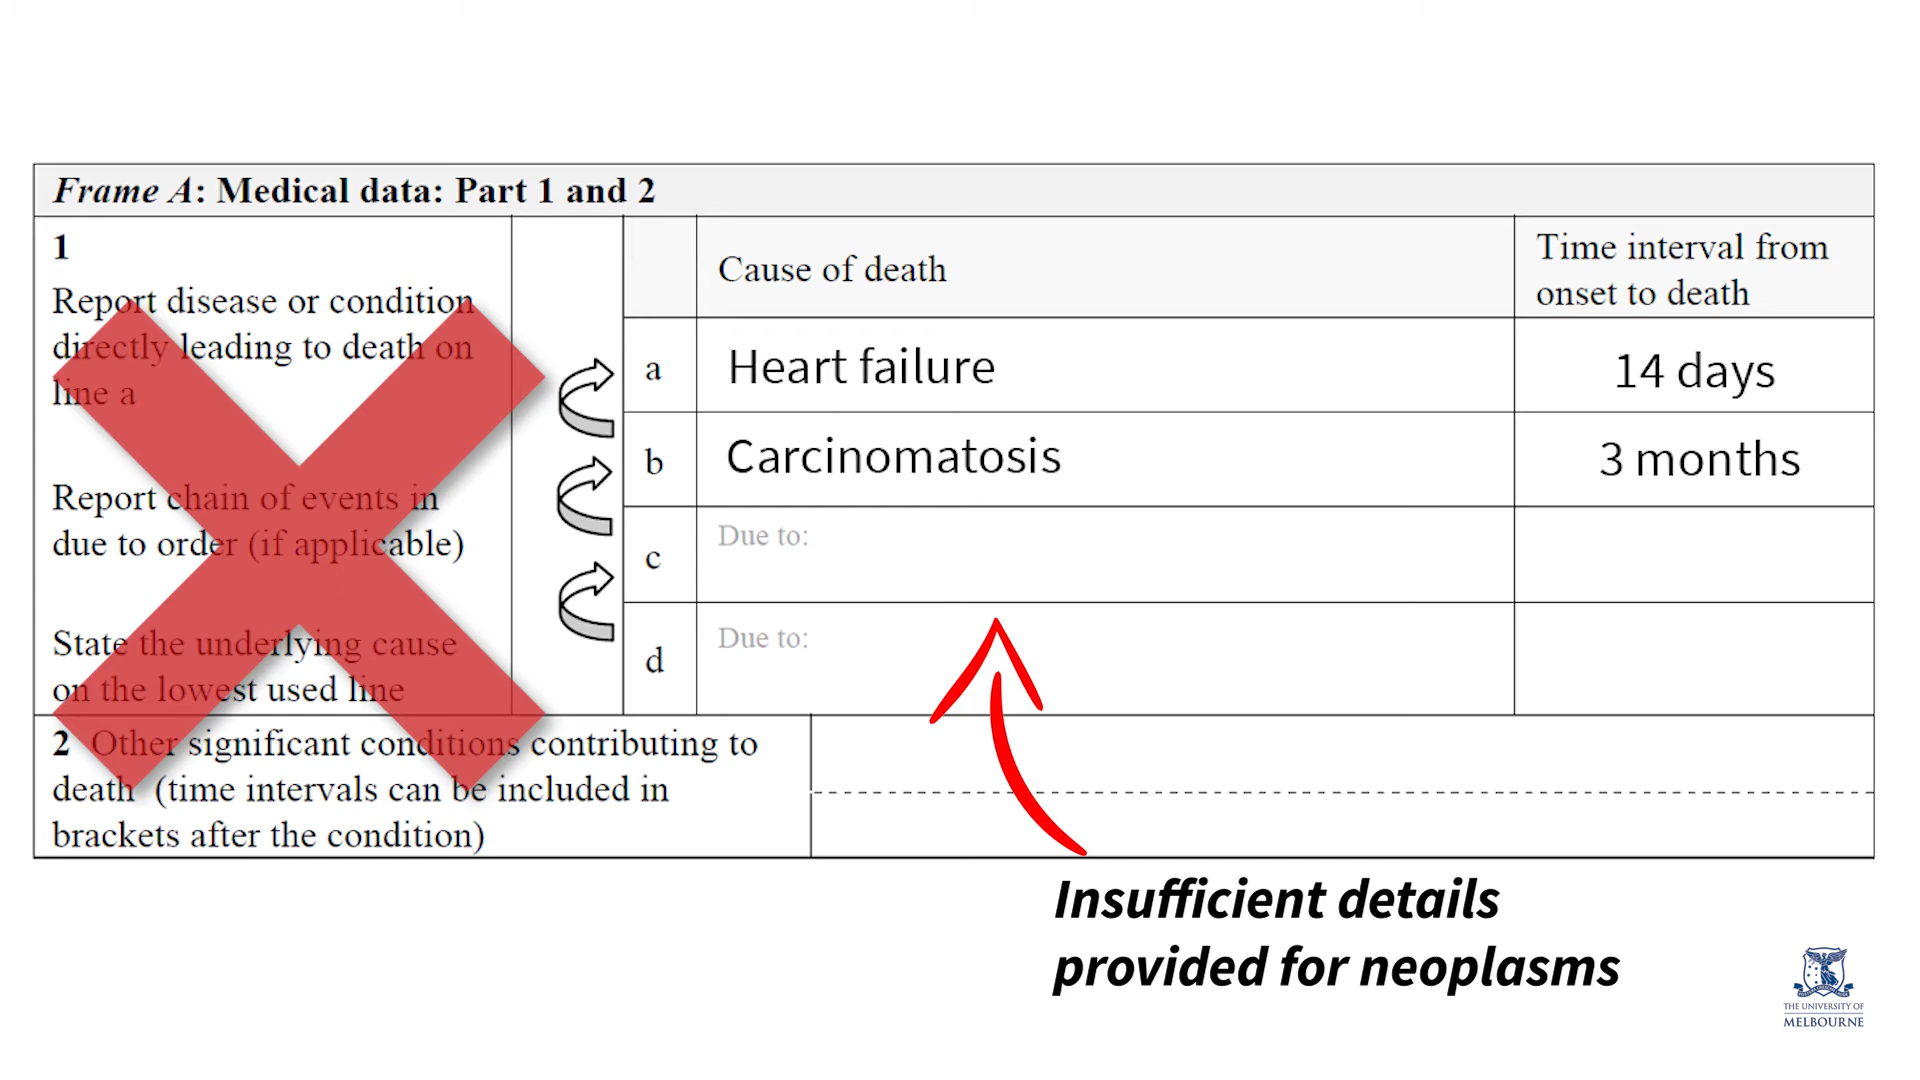 Frame A: Medical data: Part 1 and 2
1
Report disease or condition
directly leading to death on
line a
Report chain of events in
due to order (if applicable)
State the underlying cause
on the lowest used line
Cause of death
Time interval from
onset to death
a Heart failure 14 days
b Carcinomatosis 3 months
c Due to:
d Due to:
2 Other significant conditions contributing to
death (time intervals can be included in
brackets after the condition)
Insufficient details
provided for neoplasms
THE UNIVERSITY OF
MELBOURNE